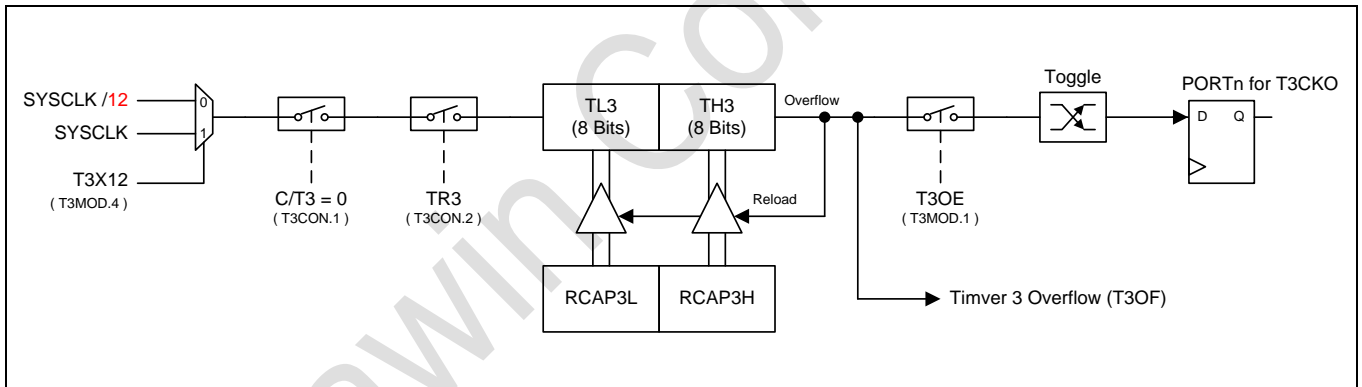 Toggle
PORTn for T3CKO
SYSCLK /12
0
TL3
(8 Bits)
TH3
(8 Bits)
Overflow
D Q
SYSCLK
1
T3X12
( T3MOD.4 )
C/T3 = 0
( T3CON.1 )
TR3
( T3CON.2 )
Reload
T3OE
( T3MOD.1 )
RCAP3L
RCAP3H
Timver 3 Overflow (T3OF)